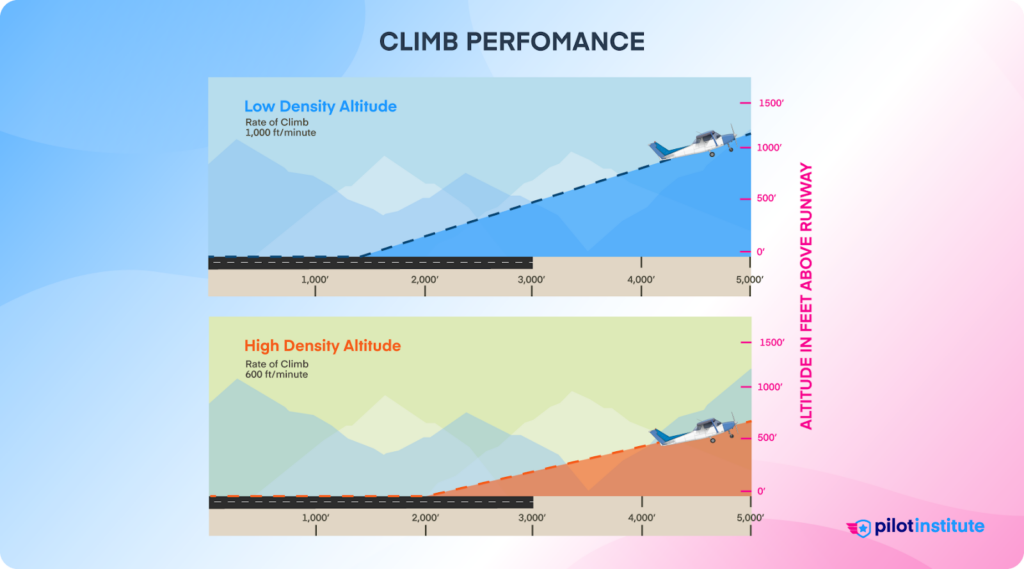 CLIMB PERFOMANCE
Low Density Altitude
Rate of Climb
1,000 ft/minute
1500’
1000’
500’
0’
1,000’ 2,000’ 3,000’ 4,000’ 5,000’
High Density Altitude
Rate of Climb
600 ft/minute
1500’
1000’
500’
0’
1,000’ 2,000’ 3,000’ 4,000’ 5,000’
ALTITUDE IN FEET ABOVE RUNWAY
pilotinstitute